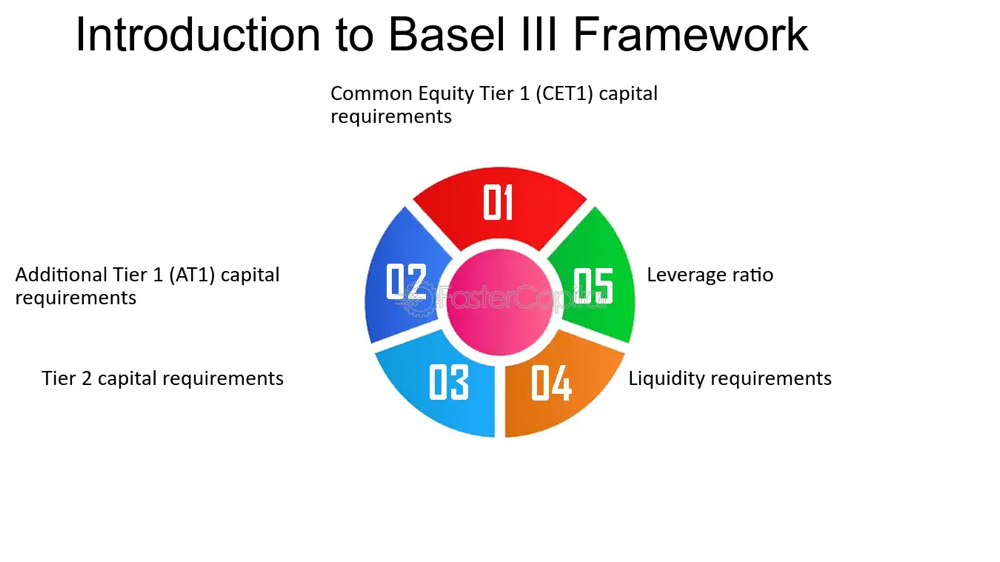 Introduction to Basel III Framework
Common Equity Tier 1 (CET1) capital
requirements
01
Additional Tier 1 (AT1) capital
requirements
02
05
Leverage ratio
FasterCapital
Tier 2 capital requirements
03
04
Liquidity requirements